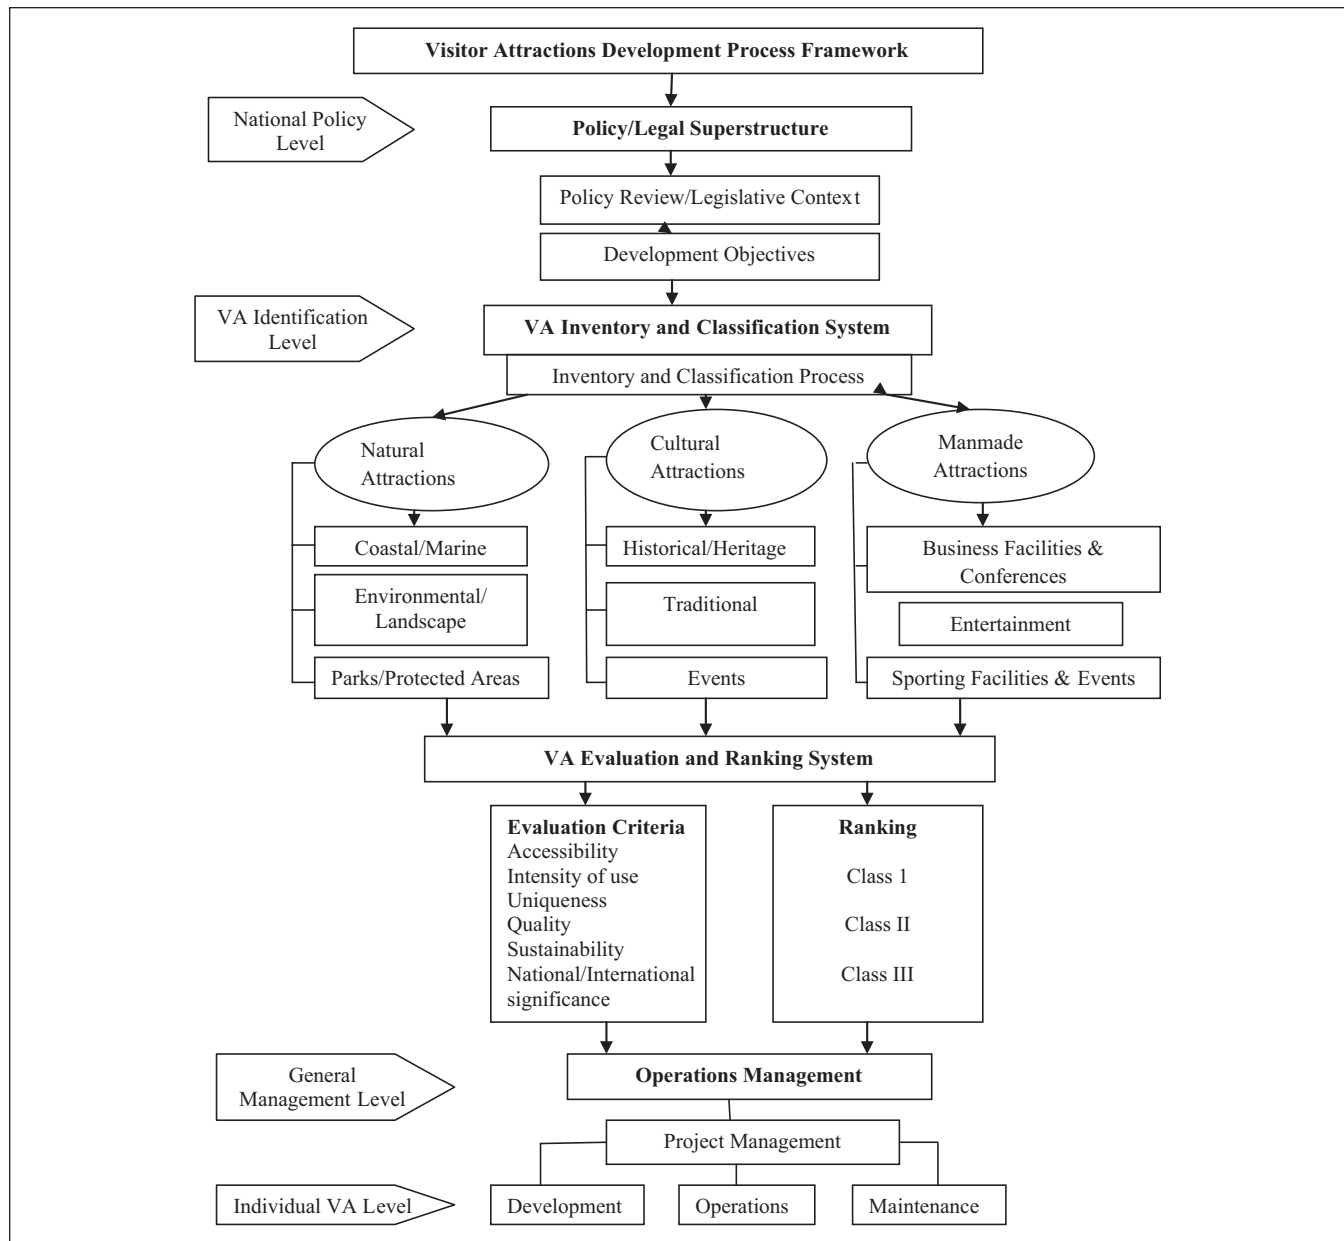 Visitor Attractions Development Process Framework
National Policy
Level
Policy/Legal Superstructure
Policy Review/Legislative Context
Development Objectives
VA Identification
Level
VA Inventory and Classification System
Inventory and Classification Process
Natural
Attractions
Cultural
Attractions
Manmade
Attractions
Coastal/Marine
Environmental/
Landscape
Parks/Protected Areas
Historical/Heritage
Traditional
Events
Business Facilities &
Conferences
Entertainment
Sporting Facilities & Events
VA Evaluation and Ranking System
Evaluation Criteria
Accessibility
Intensity of use
Uniqueness
Quality
Sustainability
National/International
significance
Ranking
Class 1
Class II
Class III
General
Management Level
Operations Management
Project Management
Individual VA Level
Development
Operations
Maintenance